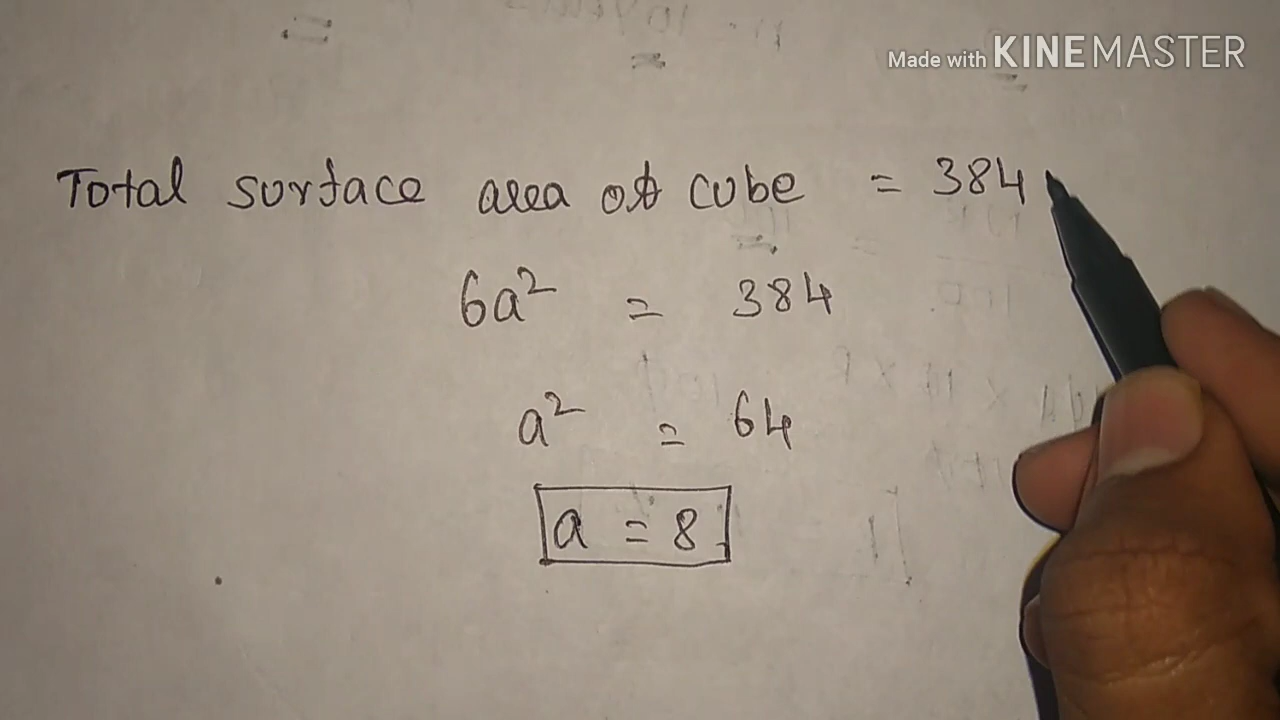 Made with KINEMASTER
Total surface area of cube = 384
6a² = 384
a² = 64
a = 8